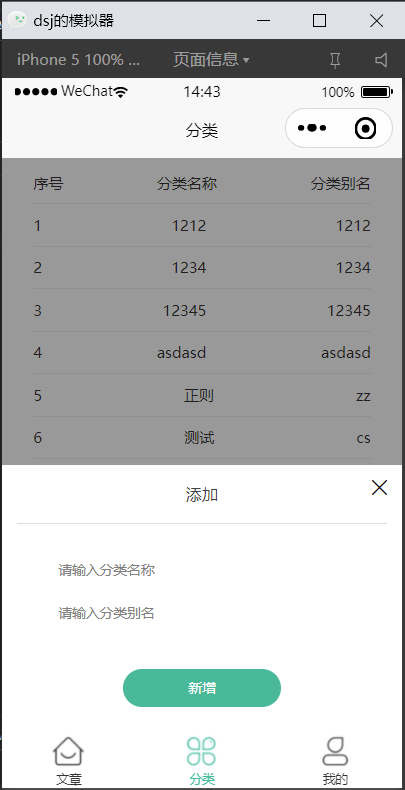 dsj的模拟器
iPhone 5 100% ... 页面信息
WeChat 14:43 100%
分类
序号 分类名称 分类别名
1 1212 1212
2 1234 1234
3 12345 12345
4 asdasd asdasd
5 正则 zz
6 测试 cs
添加
请输入分类名称
请输入分类别名
新增
文章 分类 我的